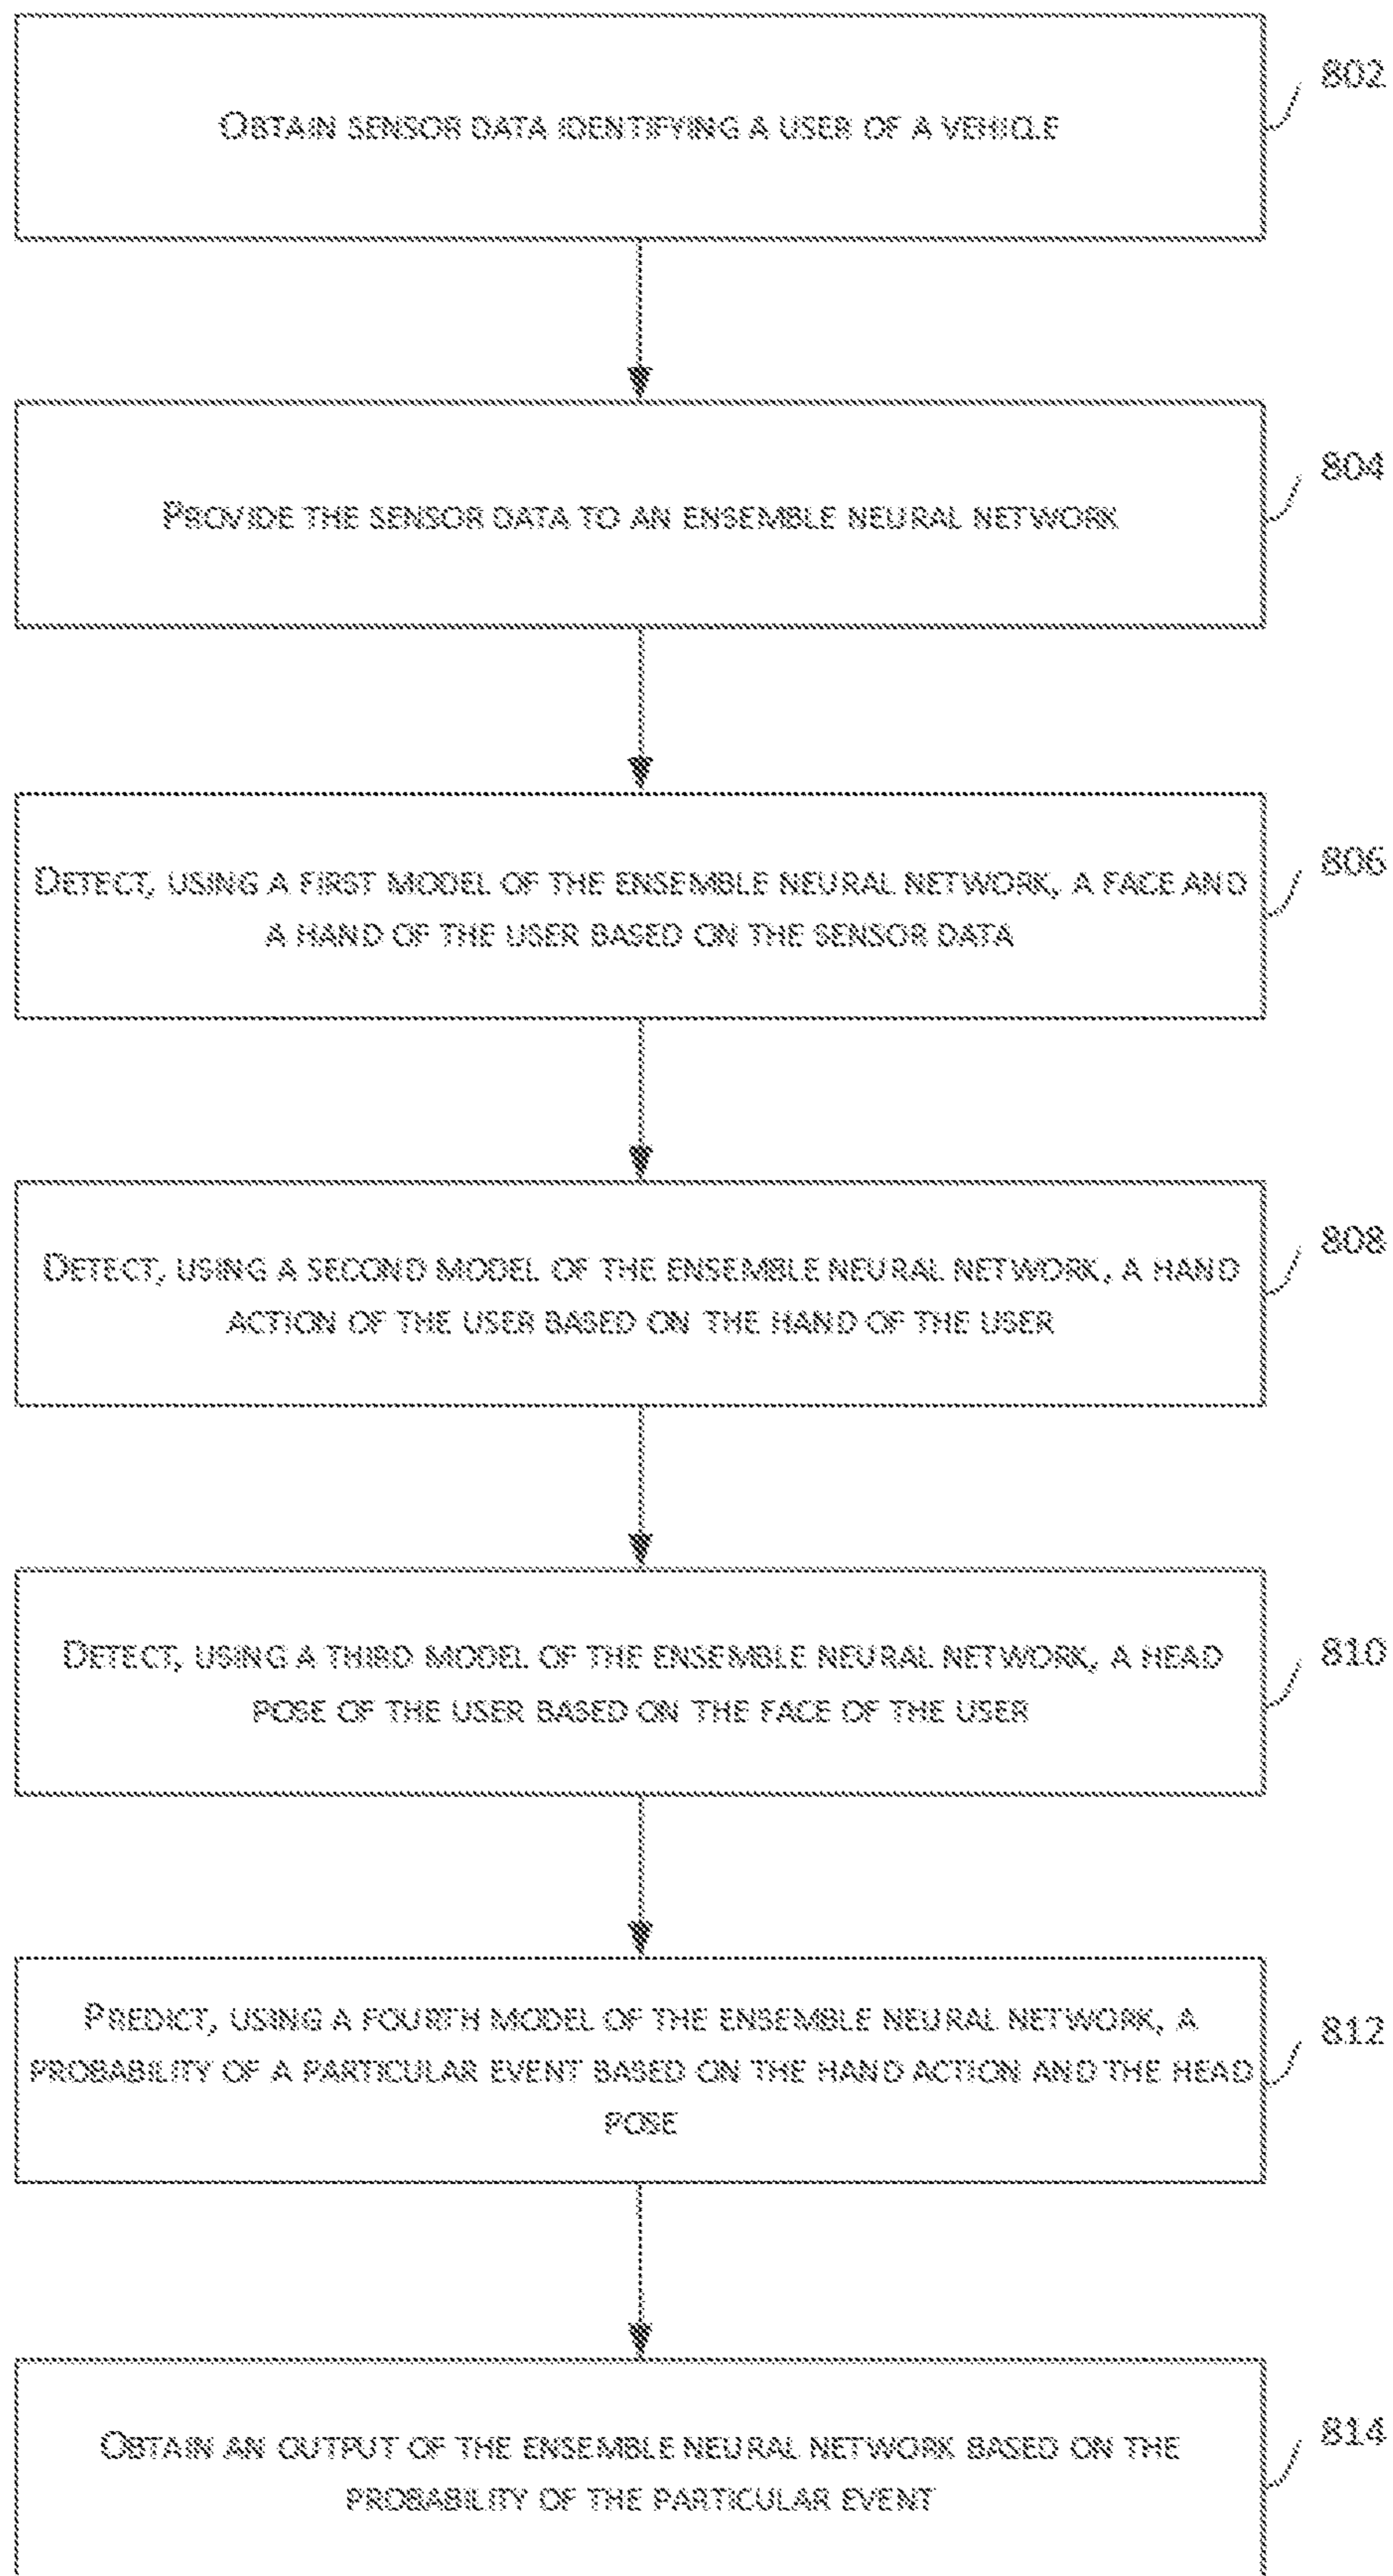 OBTAIN SENSOR DATA IDENTIFYING A USER OF A VEHICLE
802
PROVIDE THE SENSOR DATA TO AN ENSEMBLE NEURAL NETWORK
804
DETECT, USING A FIRST MODEL OF THE ENSEMBLE NEURAL NETWORK, A FACE AND
A HAND OF THE USER BASED ON THE SENSOR DATA
806
DETECT, USING A SECOND MODEL OF THE ENSEMBLE NEURAL NETWORK, A HAND
ACTION OF THE USER BASED ON THE HAND OF THE USER
808
DETECT, USING A THIRD MODEL OF THE ENSEMBLE NEURAL NETWORK, A HEAD
POSE OF THE USER BASED ON THE FACE OF THE USER
810
PREDICT, USING A FOURTH MODEL OF THE ENSEMBLE NEURAL NETWORK, A
PROBABILITY OF A PARTICULAR EVENT BASED ON THE HAND ACTION AND THE HEAD
POSE
812
OBTAIN AN OUTPUT OF THE ENSEMBLE NEURAL NETWORK BASED ON THE
PROBABILITY OF THE PARTICULAR EVENT
814